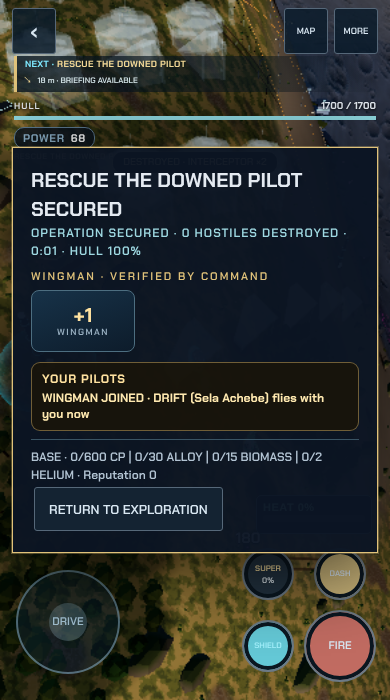 ‹
MAP
MORE
NEXT · RESCUE THE DOWNED PILOT
↘ 18 m · BRIEFING AVAILABLE
HULL
1700 / 1700
POWER 68
RESCUE THE DOWNED PILOT
SECURED
OPERATION SECURED · 0 HOSTILES DESTROYED ·
0:01 · HULL 100%
WINGMAN · VERIFIED BY COMMAND
+1
WINGMAN
YOUR PILOTS
WINGMAN JOINED · DRIFT (Sela Achebe) flies with
you now
BASE · 0/600 CP | 0/30 ALLOY | 0/15 BIOMASS | 0/2
HELIUM · Reputation 0
RETURN TO EXPLORATION
HEAT 0%
180°
SUPER
0%
DASH
DRIVE
SHIELD
FIRE